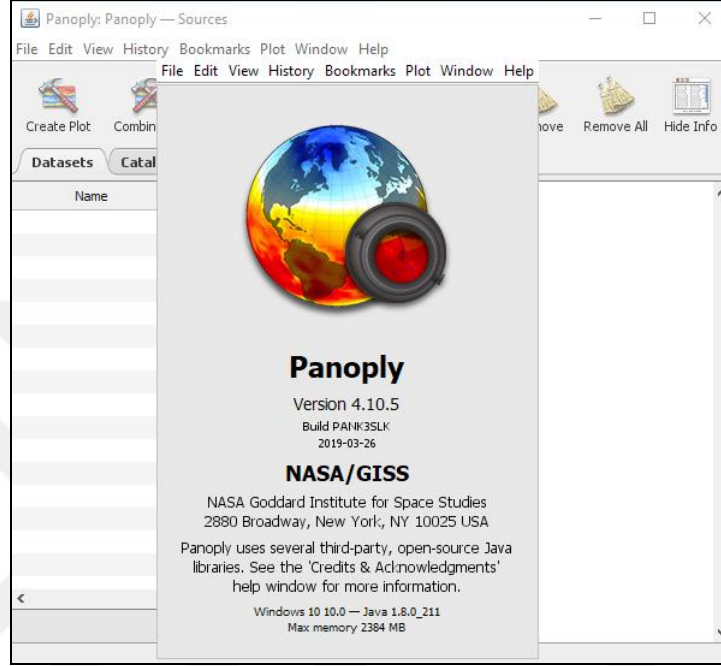 Panoply: Panoply — Sources
File Edit View History Bookmarks Plot Window Help
File Edit View History Bookmarks Plot Window Help
Create Plot
Remove All Hide Info
Datasets
Name
Panoply
Version 4.10.5
Build PANK3SLK
2019-03-26
NASA/GISS
NASA Goddard Institute for Space Studies
2880 Broadway, New York, NY 10025 USA
Panoply uses several third-party, open-source Java
libraries. See the 'Credits & Acknowledgments'
help window for more information.
Windows 10 10.0 — Java 1.8.0_211
Max memory 2384 MB